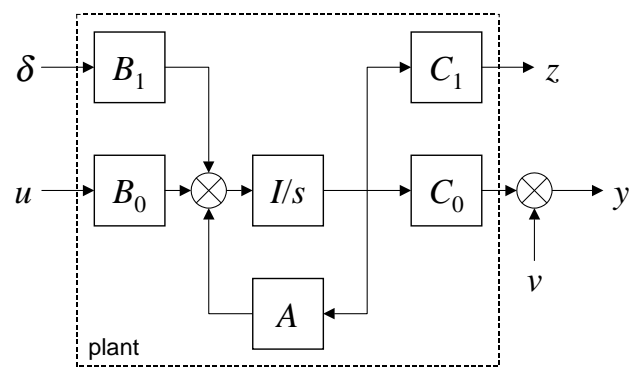 δ B₁ C₁ z
u B₀ I/s C₀ y
A v
plant